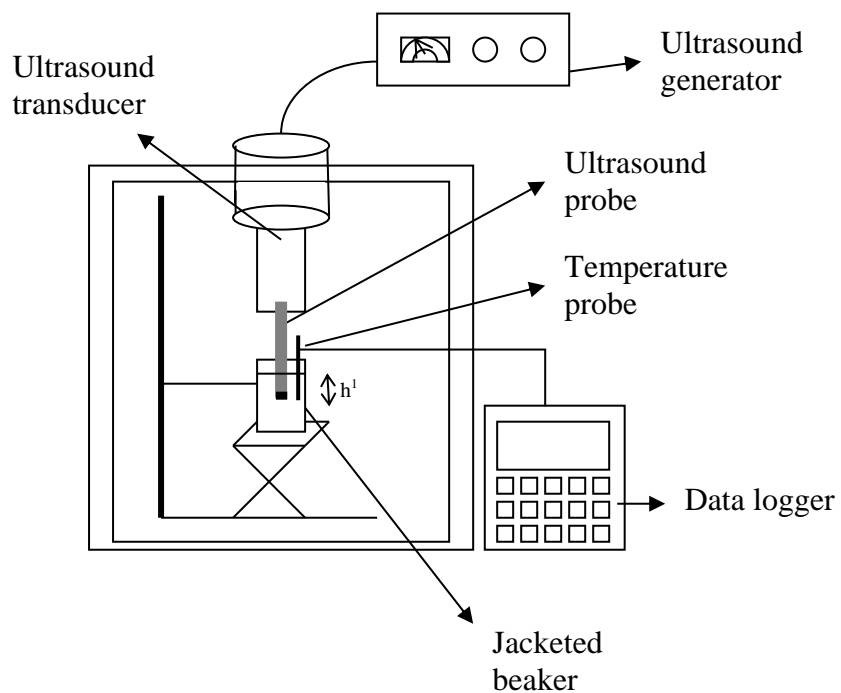 Ultrasound
generator
Ultrasound
transducer
Ultrasound
probe
Temperature
probe
h¹
Data logger
Jacketed
beaker